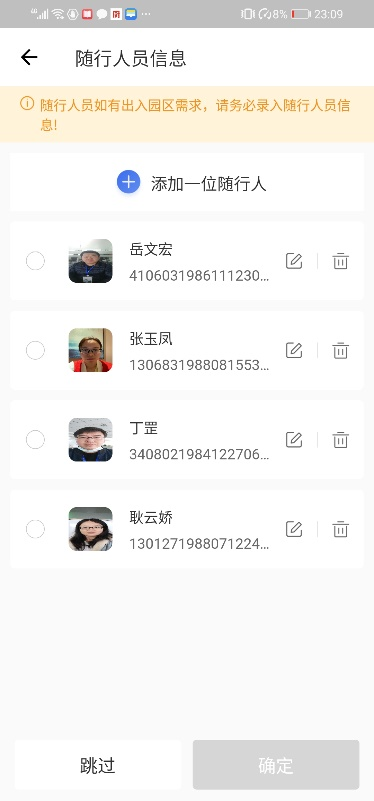 8% 23:09
随行人员信息
随行人员如有出入园区需求，请务必录入随行人员信
息!
添加一位随行人
岳文宏
4106031986111230...
张玉凤
1306831988081553...
丁罡
3408021984122706...
耿云娇
1301271988071224...
跳过
确定